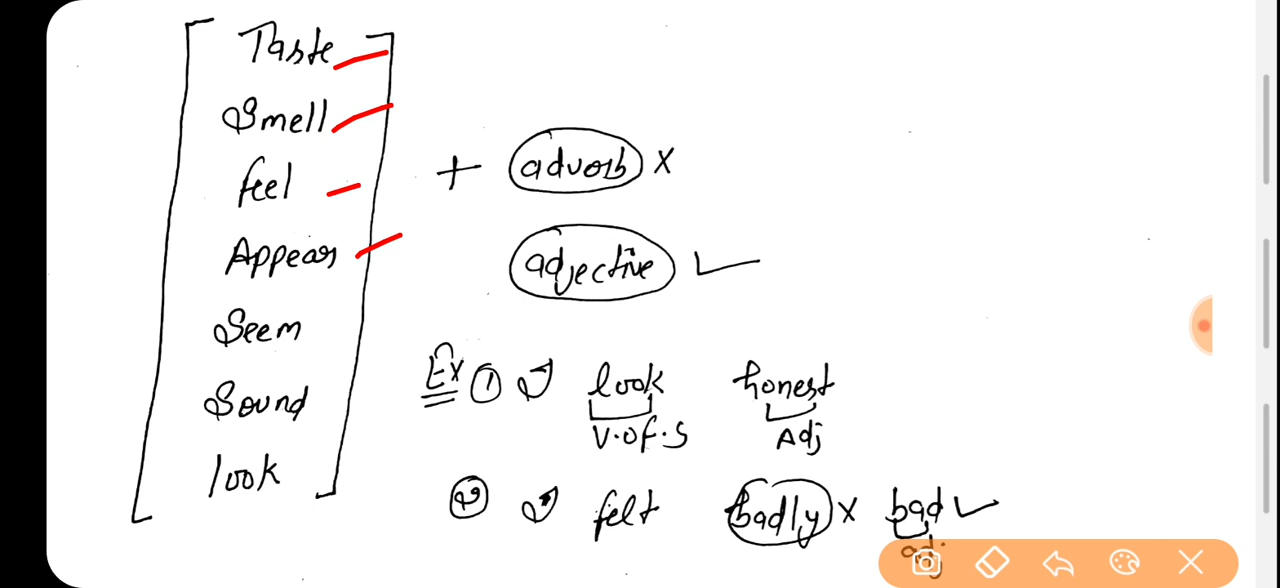 Taste
Smell
feel
Appear
Seem
Sound
look
+ adverb x
adjective ✓
Ex ① I look honest
V.of.S Adj
② I felt badly x bad ✓
adj.